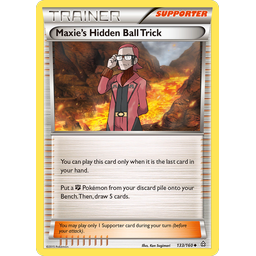 TRAINER SUPPORTER
Maxie's Hidden Ball Trick
You can play this card only when it is the last card in
your hand.
Put a Pokémon from your discard pile onto your
Bench. Then, draw 5 cards.
You may play only 1 Supporter card during your turn (before
your attack).
Illus. Ken Sugimori
133/160